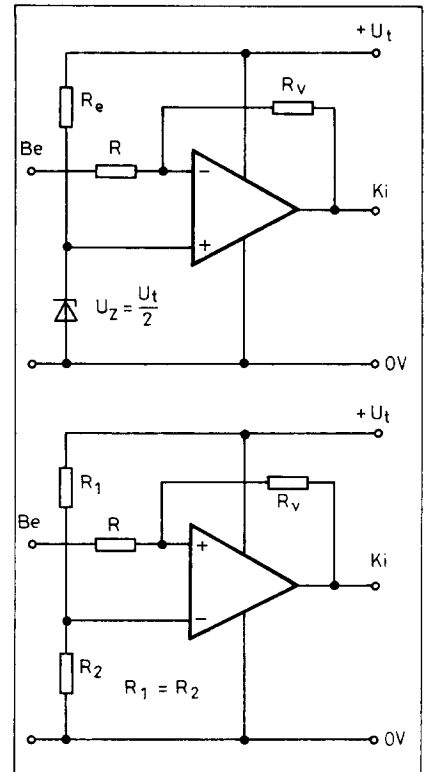 +U_t
R_e
R_v
Be
R
−
+
Ki
U_Z = U_t/2
0V
+U_t
R_1
R_v
Be
R
+
−
Ki
R_2
R_1 = R_2
0V